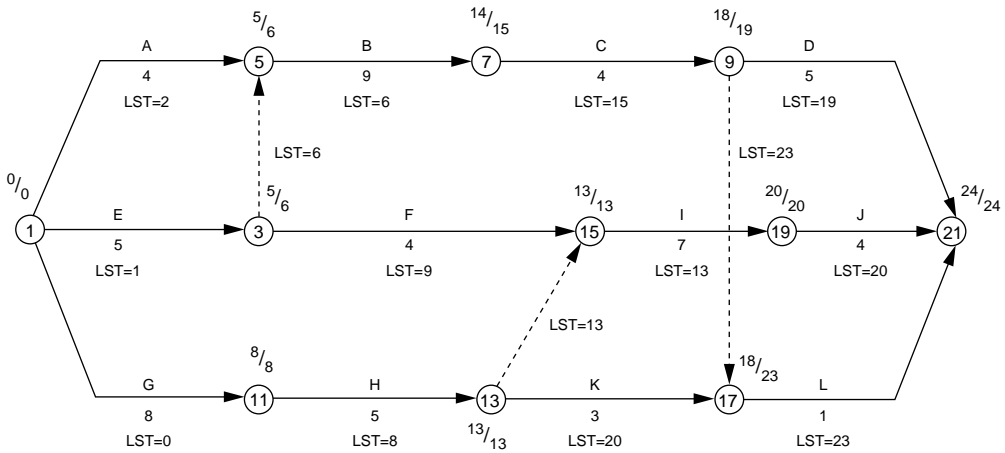 5/6
14/15
18/19
A
B
C
D
5
7
9
4
9
4
5
LST=2
LST=6
LST=15
LST=19
LST=6
LST=23
0/0
5/6
13/13
20/20
24/24
E
F
I
J
1
3
15
19
21
5
4
7
4
LST=1
LST=9
LST=13
LST=20
LST=13
8/8
18/23
G
H
K
L
11
13
17
8
5
3
1
13/13
LST=0
LST=8
LST=20
LST=23